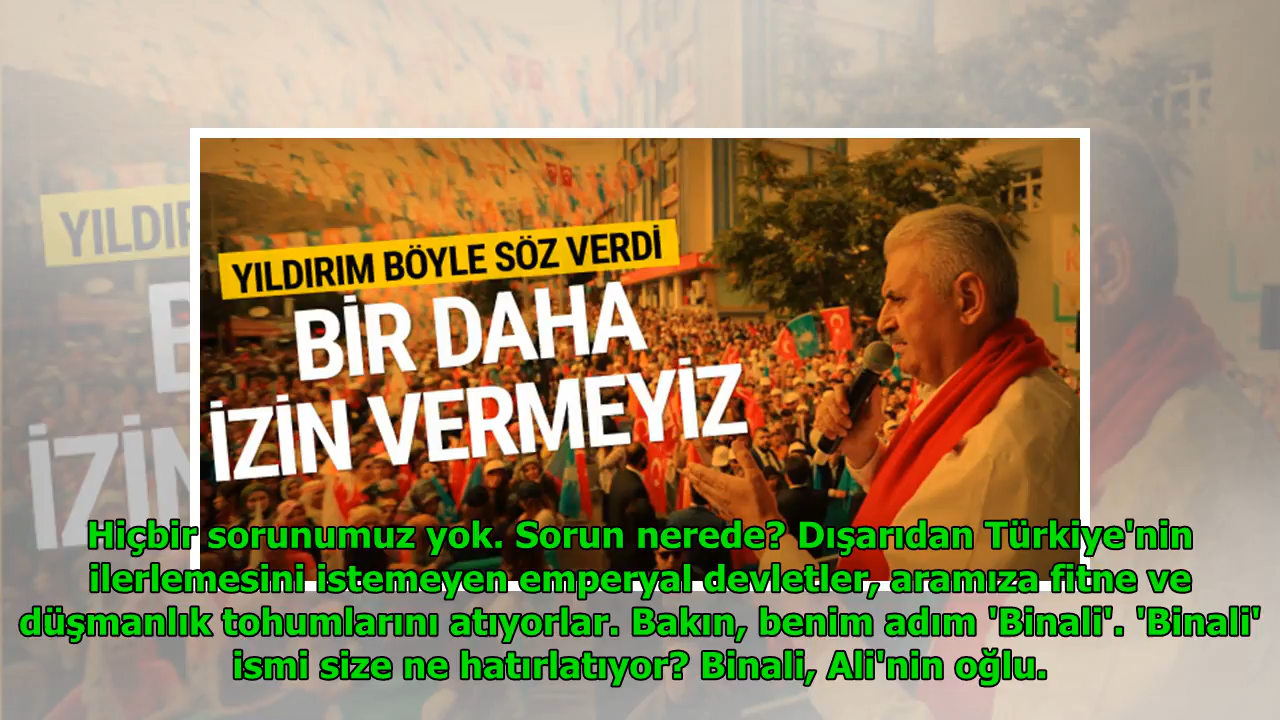 YILDIRIM BÖYLE SÖZ VERDİ
BİR DAHA
İZİN VERMEYİZ
Hiçbir sorunumuz yok. Sorun nerede? Dışarıdan Türkiye'nin
ilerlemesini istemeyen emperyal devletler, aramıza fitne ve
düşmanlık tohumlarını atıyorlar. Bakın, benim adım 'Binali'. 'Binali'
ismi size ne hatırlatıyor? Binali, Ali'nin oğlu.
YILDIR
B
İZİN